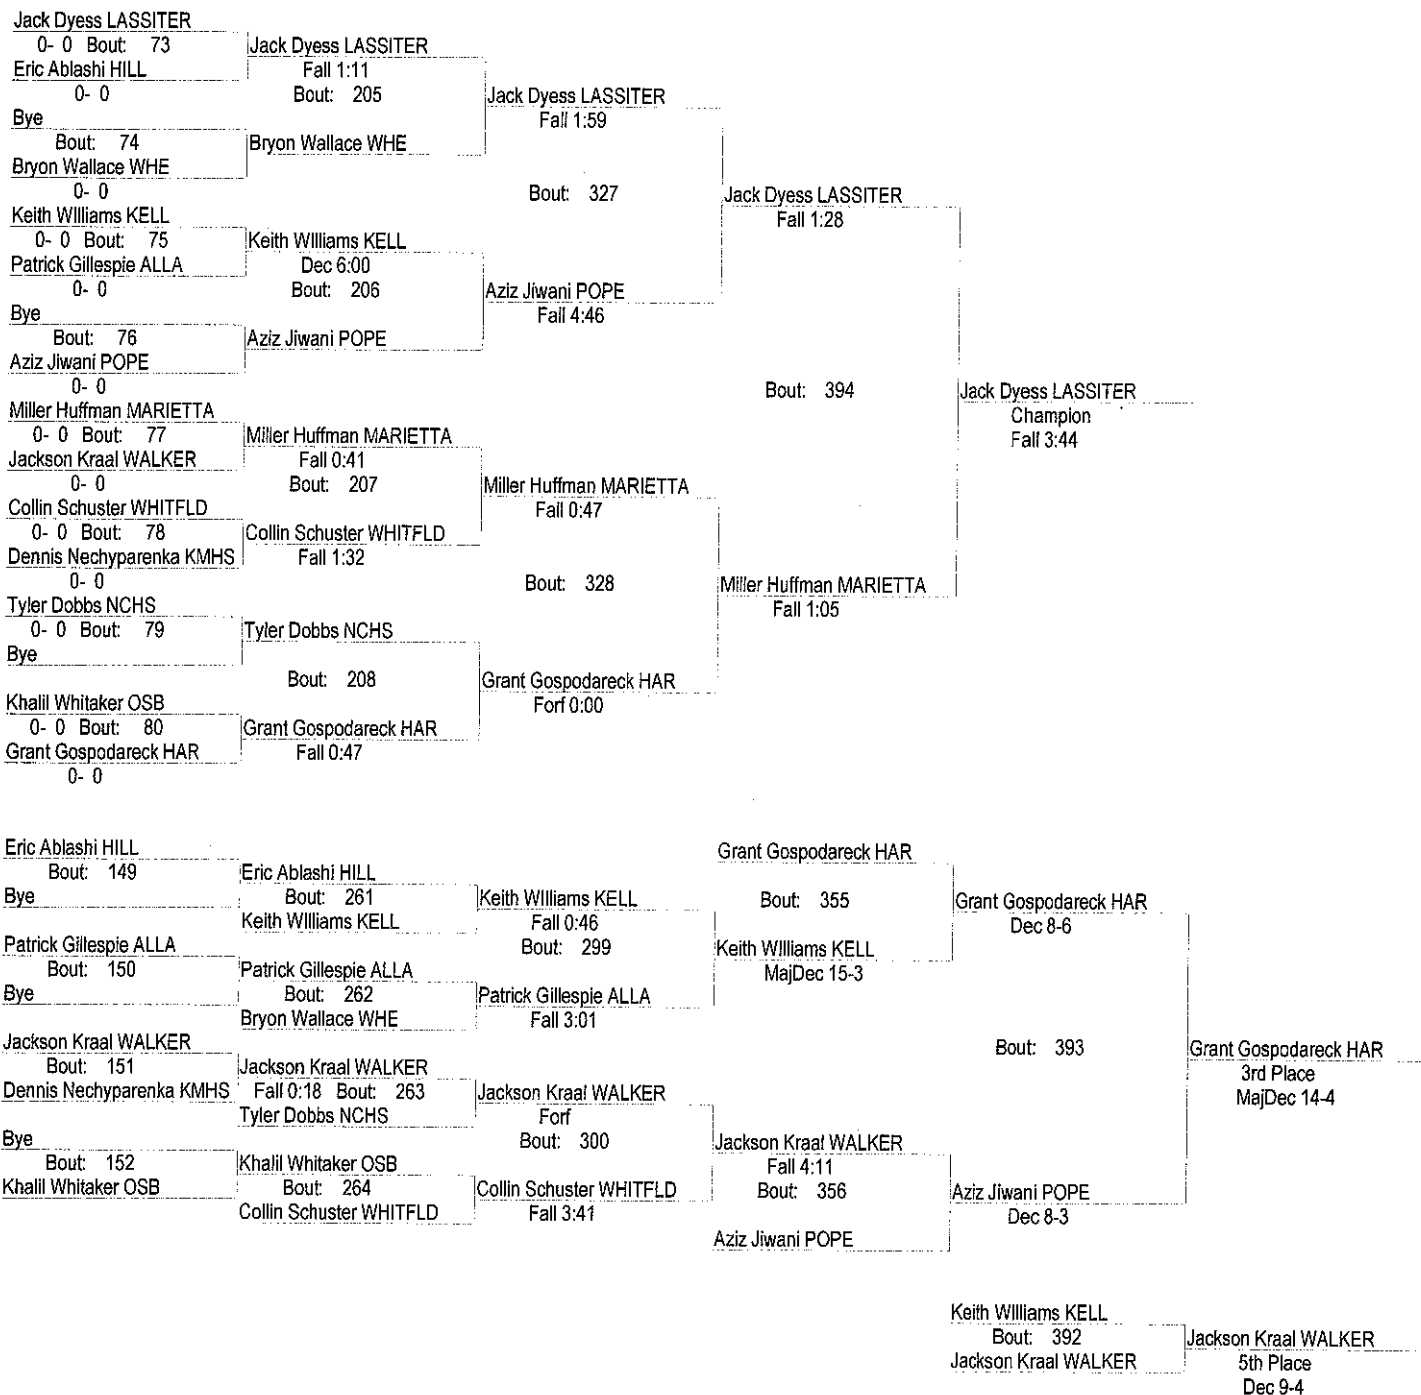 Jack Dyess LASSITER
0- 0 Bout: 73
Jack Dyess LASSITER
Eric Ablashi HILL
Fall 1:11
0- 0
Bout: 205
Jack Dyess LASSITER
Bye
Fall 1:59
Bout: 74
Bryon Wallace WHE
Bryon Wallace WHE
0- 0
Bout: 327
Jack Dyess LASSITER
Keith WIlliams KELL
Fall 1:28
0- 0 Bout: 75
Keith WIlliams KELL
Patrick Gillespie ALLA
Dec 6:00
0- 0
Bout: 206
Aziz Jiwani POPE
Bye
Fall 4:46
Bout: 76
Aziz Jiwani POPE
Aziz Jiwani POPE
0- 0
Bout: 394
Jack Dyess LASSITER
Miller Huffman MARIETTA
Champion
0- 0 Bout: 77
Miller Huffman MARIETTA
Fall 3:44
Jackson Kraal WALKER
Fall 0:41
0- 0
Bout: 207
Miller Huffman MARIETTA
Collin Schuster WHITFLD
Fall 0:47
0- 0 Bout: 78
Collin Schuster WHITFLD
Dennis Nechyparenka KMHS
Fall 1:32
0- 0
Bout: 328
Miller Huffman MARIETTA
Tyler Dobbs NCHS
Fall 1:05
0- 0 Bout: 79
Tyler Dobbs NCHS
Bye
Bout: 208
Grant Gospodareck HAR
Khalil Whitaker OSB
Forf 0:00
0- 0 Bout: 80
Grant Gospodareck HAR
Grant Gospodareck HAR
Fall 0:47
0- 0
Eric Ablashi HILL
Grant Gospodareck HAR
Bout: 149
Eric Ablashi HILL
Bye
Bout: 261
Keith WIlliams KELL
Bout: 355
Grant Gospodareck HAR
Keith WIlliams KELL
Fall 0:46
Dec 8-6
Patrick Gillespie ALLA
Bout: 299
Keith WIlliams KELL
Bout: 150
Patrick Gillespie ALLA
MajDec 15-3
Bye
Bout: 262
Patrick Gillespie ALLA
Bryon Wallace WHE
Fall 3:01
Jackson Kraal WALKER
Bout: 393
Grant Gospodareck HAR
Bout: 151
Jackson Kraal WALKER
3rd Place
Dennis Nechyparenka KMHS
Fall 0:18 Bout: 263
Jackson Kraal WALKER
MajDec 14-4
Tyler Dobbs NCHS
Forf
Bye
Bout: 300
Jackson Kraal WALKER
Bout: 152
Khalil Whitaker OSB
Fall 4:11
Khalil Whitaker OSB
Bout: 264
Collin Schuster WHITFLD
Bout: 356
Aziz Jiwani POPE
Collin Schuster WHITFLD
Fall 3:41
Dec 8-3
Aziz Jiwani POPE
Keith WIlliams KELL
Bout: 392
Jackson Kraal WALKER
Jackson Kraal WALKER
5th Place
Dec 9-4